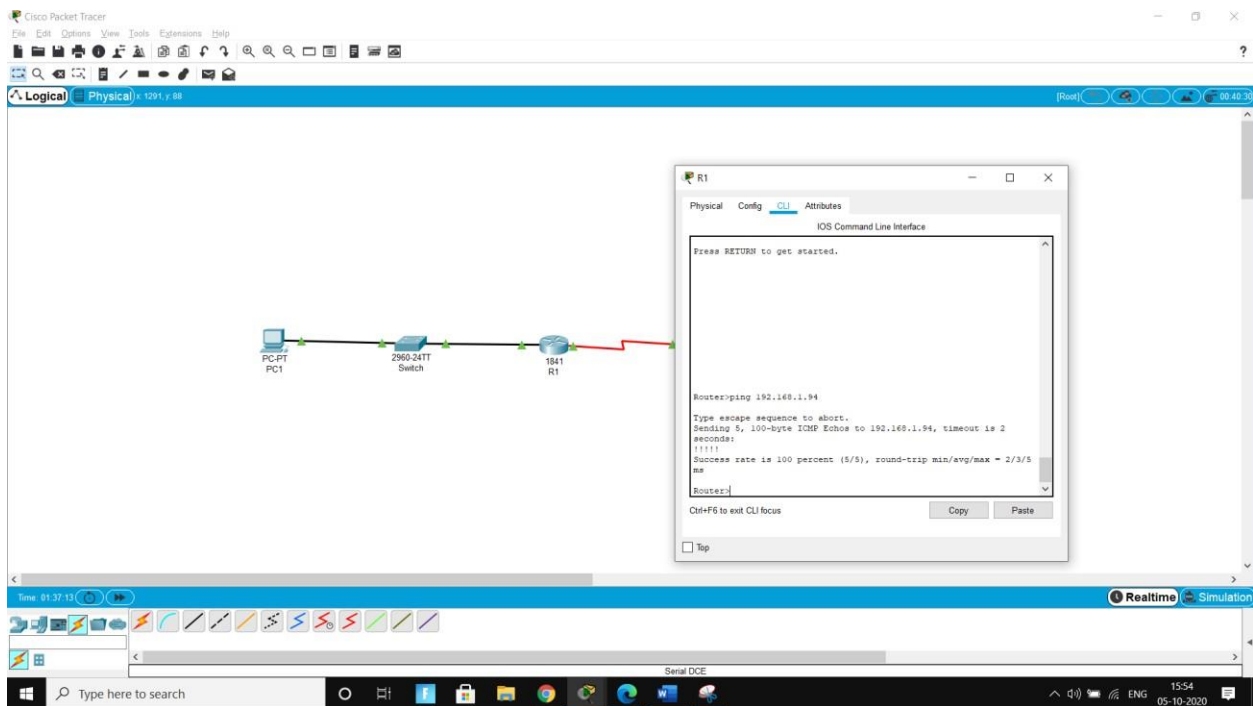 Cisco Packet Tracer
File Edit Options View Tools Extensions Help
?
Logical Physical x: 1291, y: 88
[Root] 00:40:30
R1
Physical Config CLI Attributes
IOS Command Line Interface
Press RETURN to get started.
Router>ping 192.168.1.94
Type escape sequence to abort.
Sending 5, 100-byte ICMP Echos to 192.168.1.94, timeout is 2
seconds:
!!!!!
Success rate is 100 percent (5/5), round-trip min/avg/max = 2/3/5
ms
Router>
Ctrl+F6 to exit CLI focus
Copy Paste
Top
PC-PT
PC1
2960-24TT
Switch
1841
R1
Time: 01:37:13
Realtime Simulation
Serial DCE
Type here to search
ENG
15:54
05-10-2020